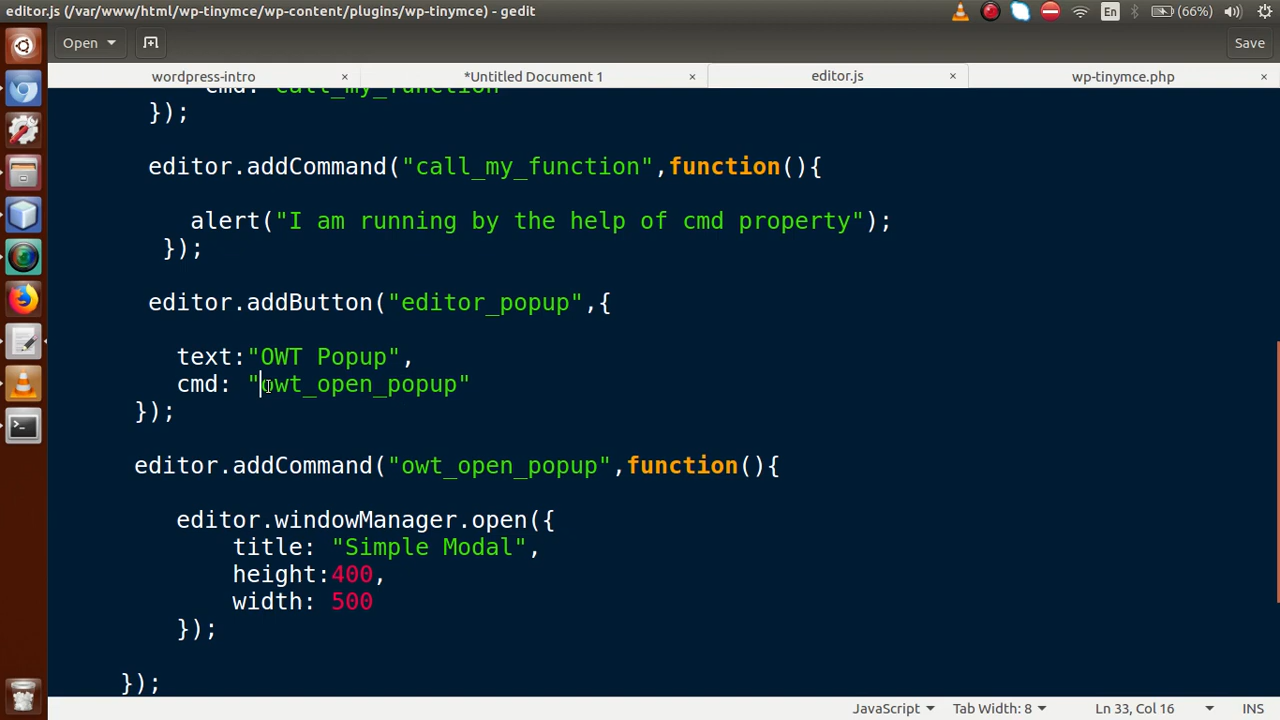 editor.js (/var/www/html/wp-tinymce/wp-content/plugins/wp-tinymce) - gedit
En
(66%)
Open
Save
wordpress-intro ×
*Untitled Document 1 ×
editor.js ×
wp-tinymce.php ×
cmd: "call_my_function"
});
editor.addCommand("call_my_function",function(){
alert("I am running by the help of cmd property");
});
editor.addButton("editor_popup",{
text:"OWT Popup",
cmd: "owt_open_popup"
});
editor.addCommand("owt_open_popup",function(){
editor.windowManager.open({
title: "Simple Modal",
height:400,
width: 500
});
});
JavaScript
Tab Width: 8
Ln 33, Col 16
INS